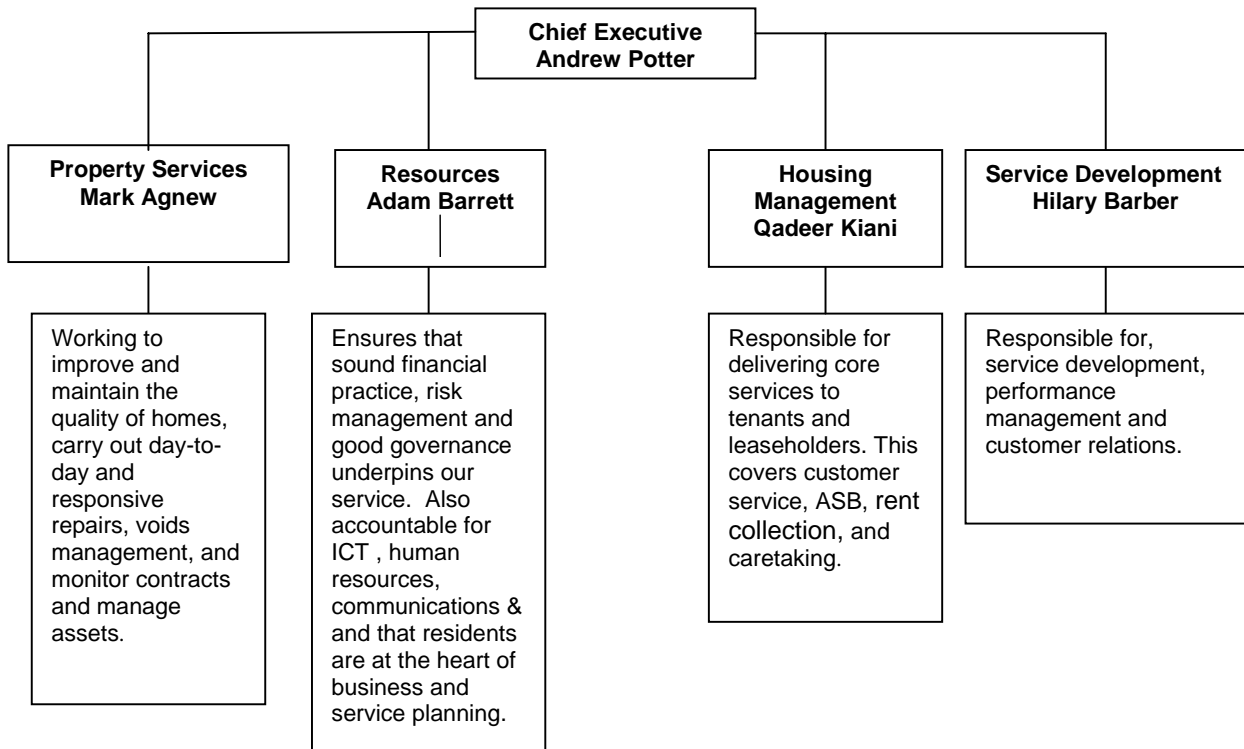 Chief Executive
Andrew Potter
Property Services
Mark Agnew
Resources
Adam Barrett
Housing
Management
Qadeer Kiani
Service Development
Hilary Barber
Working to
improve and
maintain the
quality of homes,
carry out day-to-
day and
responsive
repairs, voids
management, and
monitor contracts
and manage
assets.
Ensures that
sound financial
practice, risk
management and
good governance
underpins our
service.  Also
accountable for
ICT , human
resources,
communications &
and that residents
are at the heart of
business and
service planning.
Responsible for
delivering core
services to
tenants and
leaseholders. This
covers customer
service, ASB, rent
collection, and
caretaking.
Responsible for,
service development,
performance
management and
customer relations.